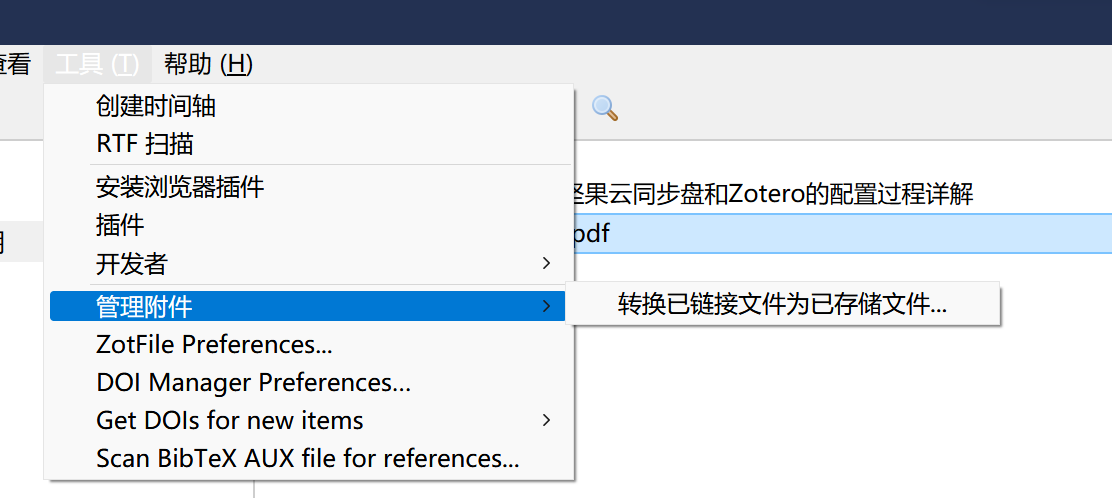 查看 工具 (T) 帮助 (H)
创建时间轴
RTF 扫描
安装浏览器插件
坚果云同步盘和Zotero的配置过程详解
插件
pdf
开发者
管理附件
转换已链接文件为已存储文件...
ZotFile Preferences...
DOI Manager Preferences...
Get DOIs for new items
Scan BibTeX AUX file for references...